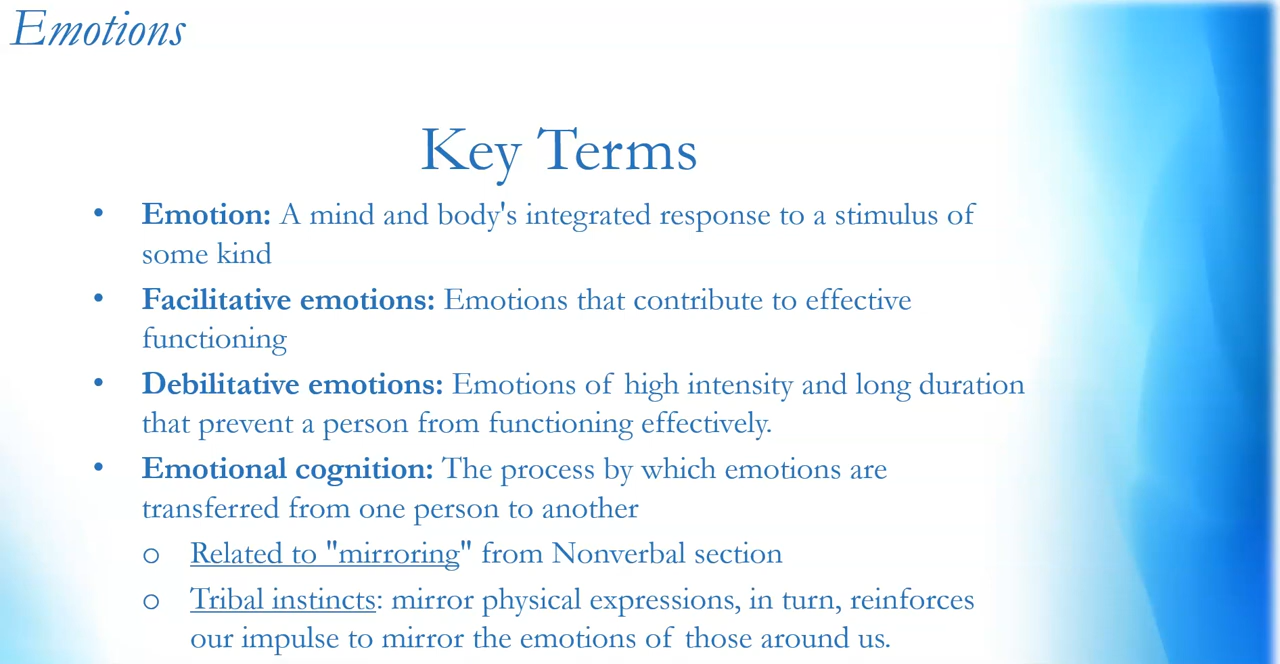 Emotions
Key Terms
• Emotion: A mind and body's integrated response to a stimulus of
some kind
• Facilitative emotions: Emotions that contribute to effective
functioning
• Debilitative emotions: Emotions of high intensity and long duration
that prevent a person from functioning effectively.
• Emotional cognition: The process by which emotions are
transferred from one person to another
o Related to "mirroring" from Nonverbal section
o Tribal instincts: mirror physical expressions, in turn, reinforces
our impulse to mirror the emotions of those around us.